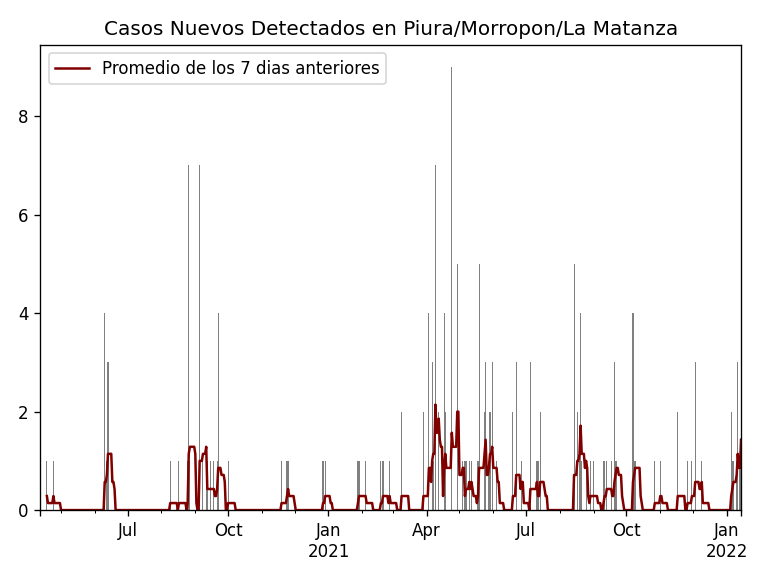 Casos Nuevos Detectados en Piura/Morropon/La Matanza
Promedio de los 7 dias anteriores
8
6
4
2
0
Jul
Oct
Jan
2021
Apr
Jul
Oct
Jan
2022